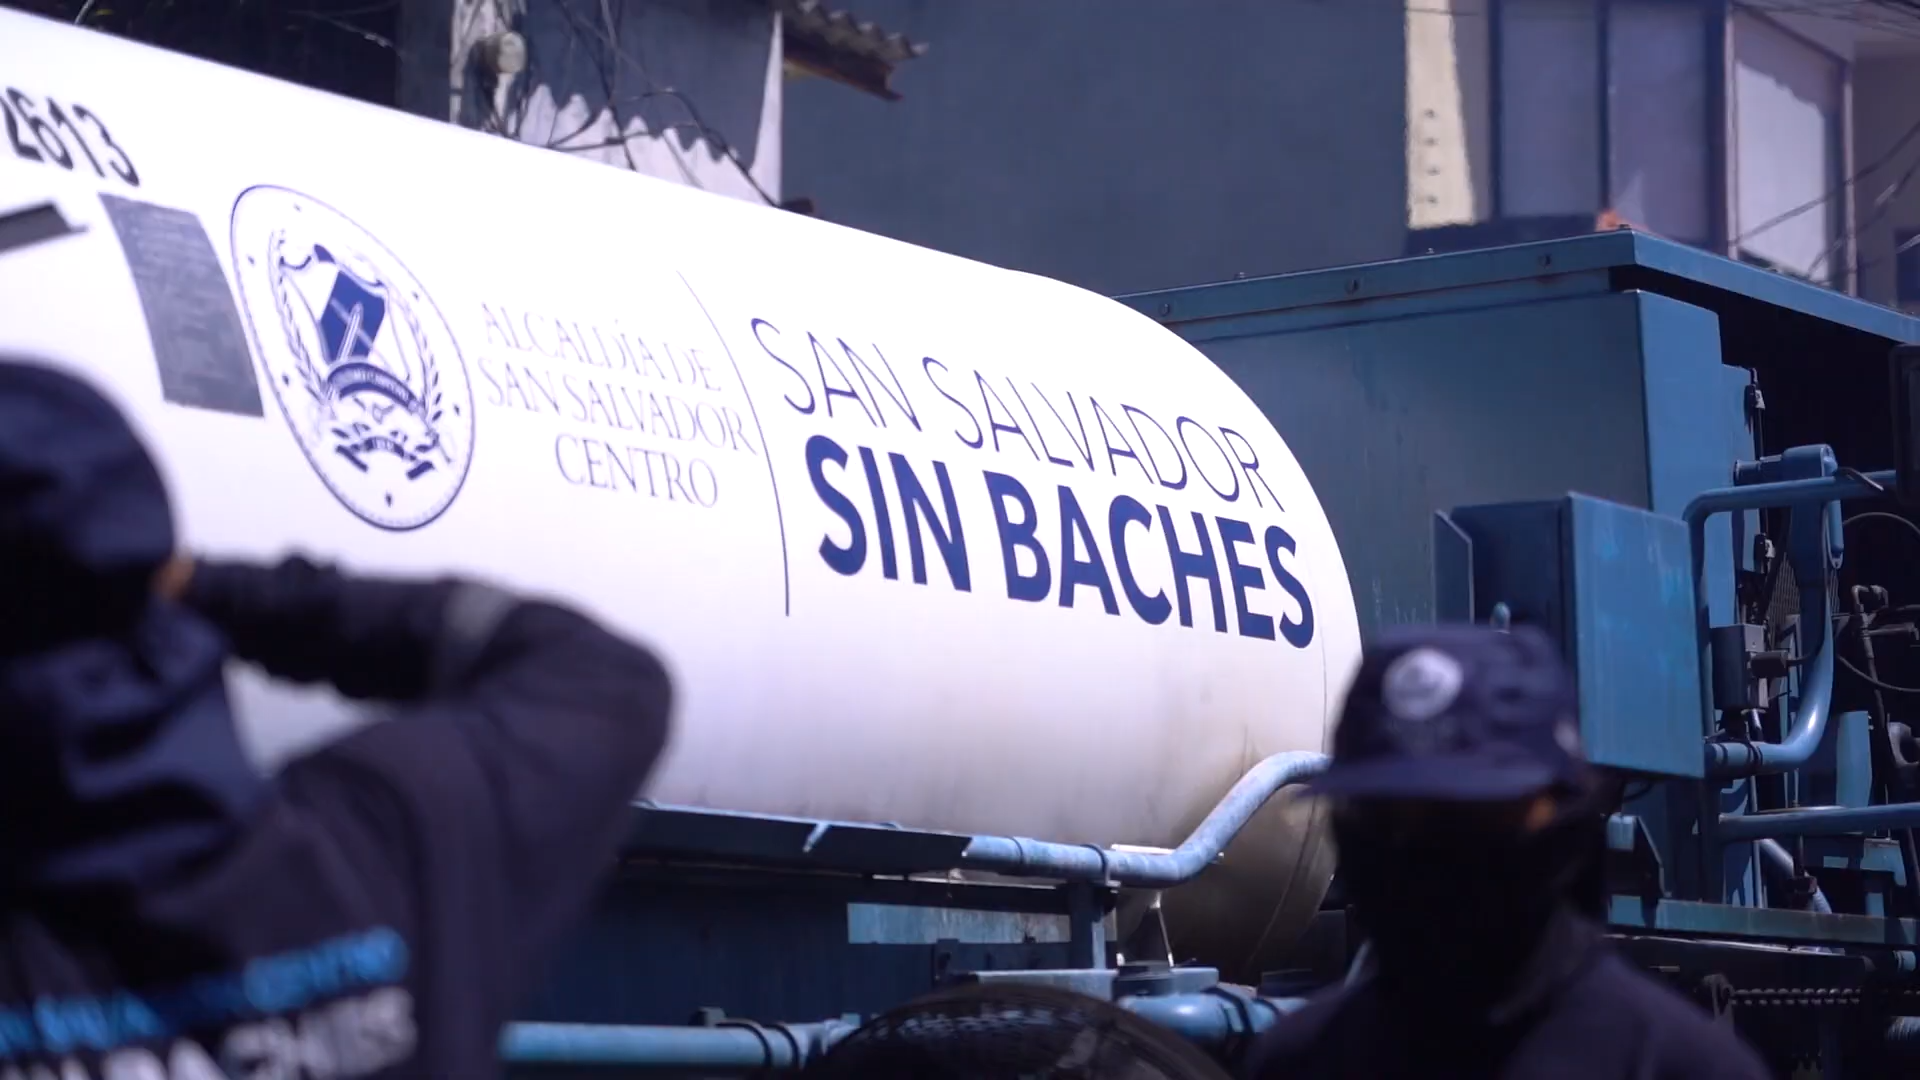 2613
ALCALDÍA DE
SAN SALVADOR
CENTRO
SAN SALVADOR
SIN BACHES